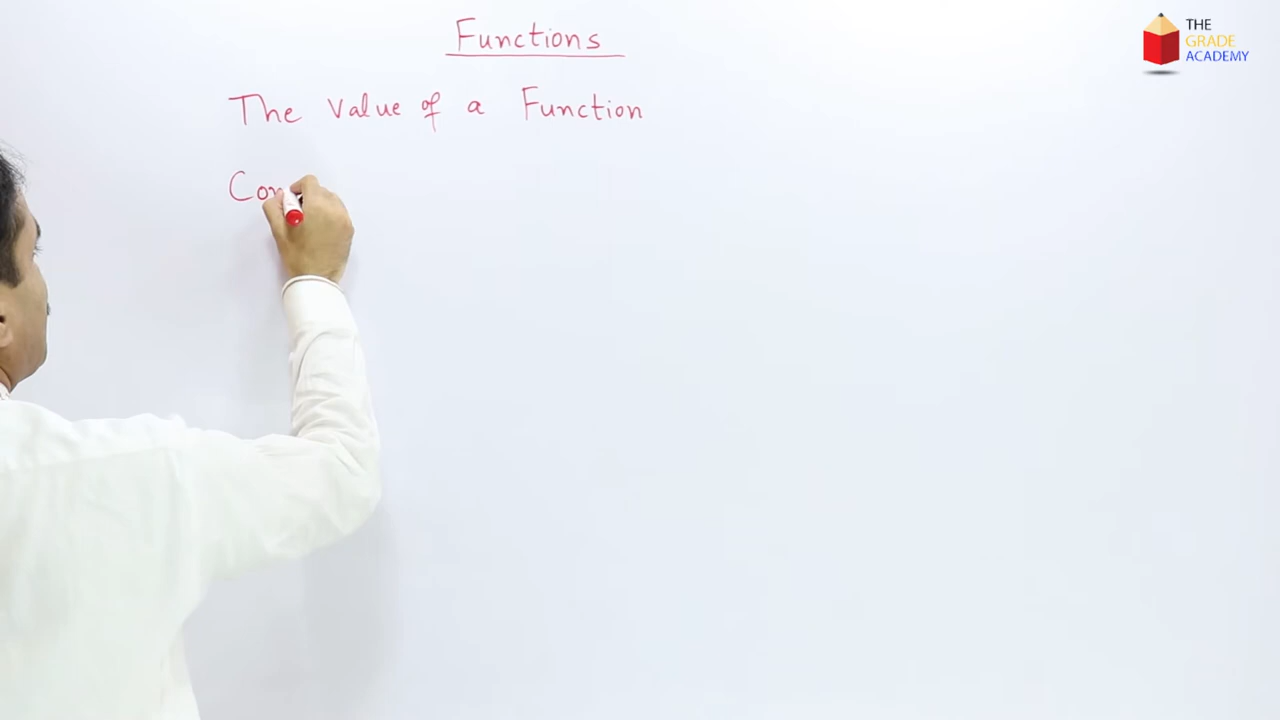 Functions
THE
GRADE
ACADEMY
The Value of a Function